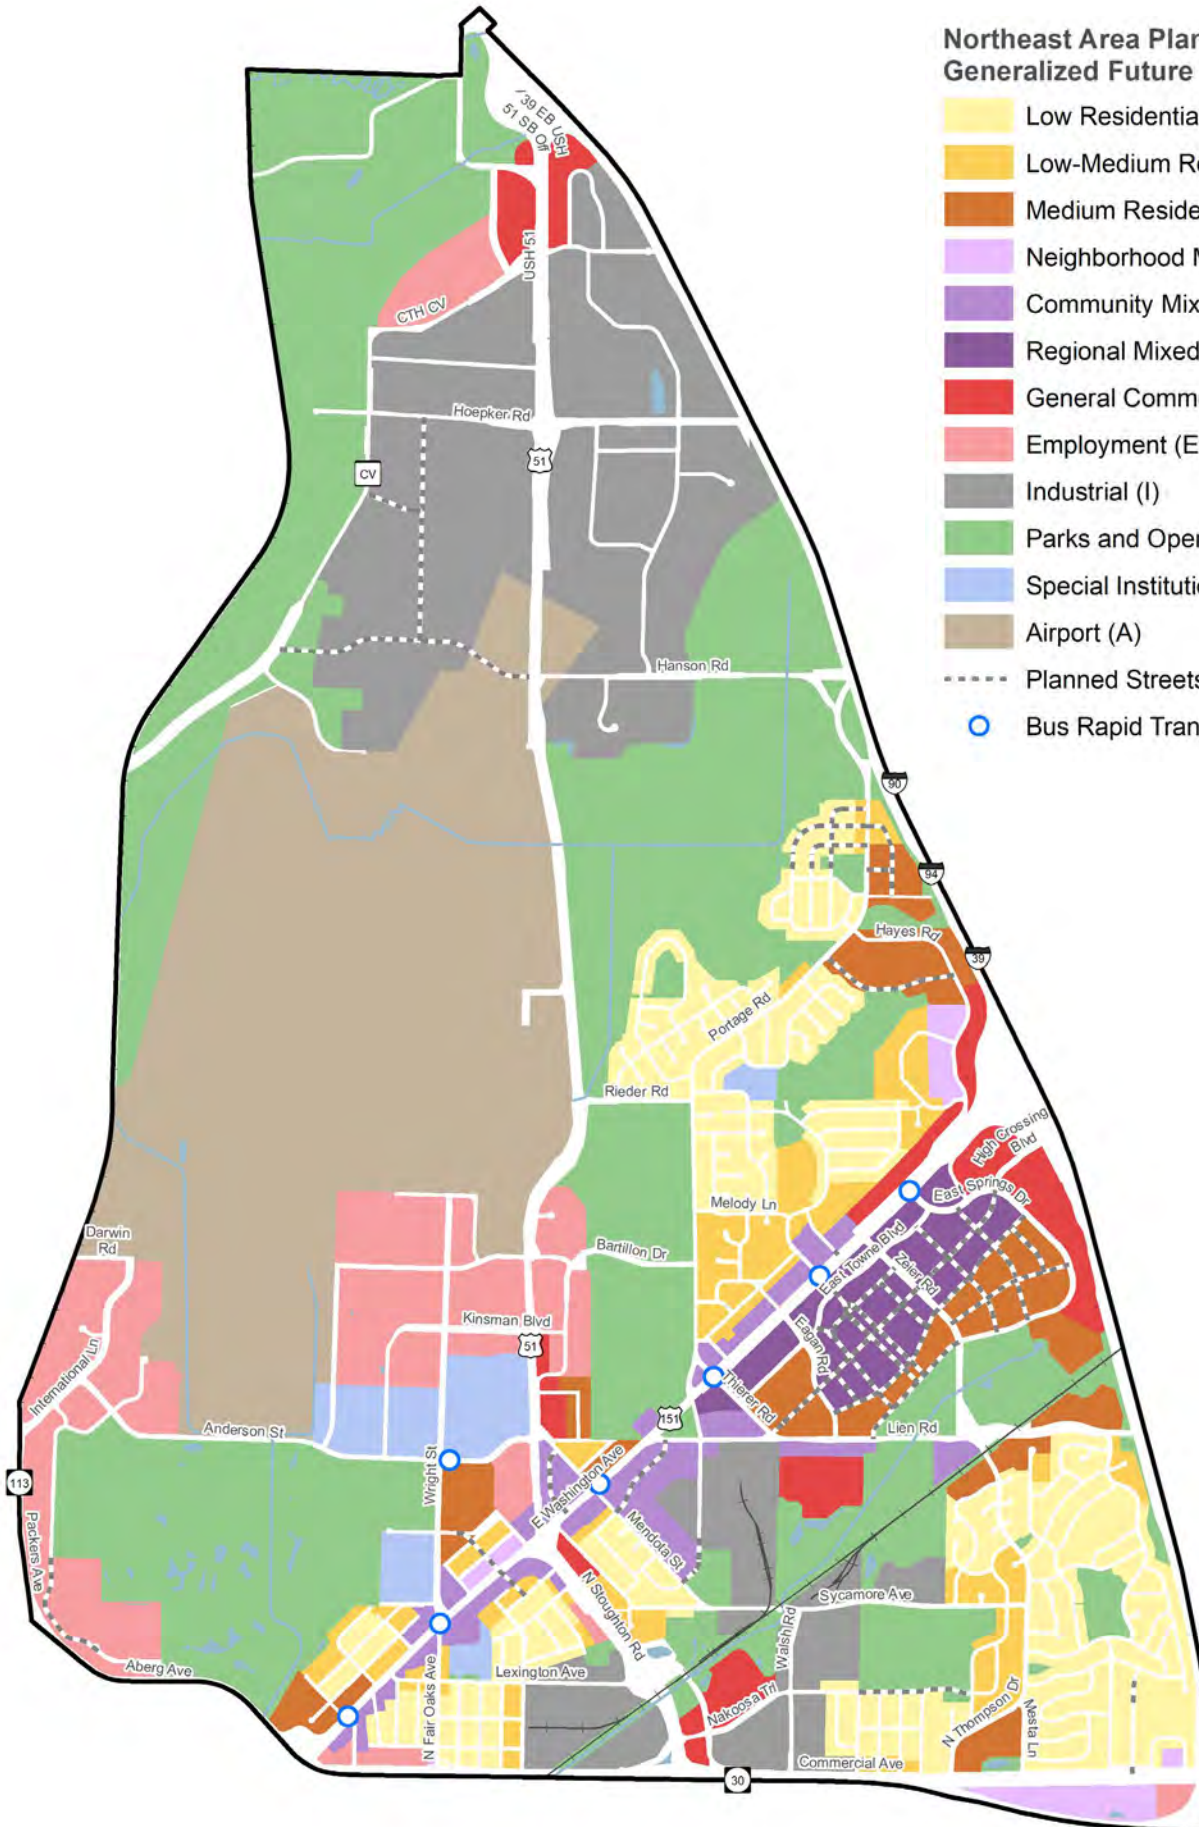 Northeast Area Plan
Generalized Future
Low Residentia
Low-Medium Re
Medium Reside
Neighborhood M
Community Mix
Regional Mixed
General Comme
Employment (E
Industrial (I)
Parks and Oper
Special Institutio
Airport (A)
Planned Streets
Bus Rapid Tran
39 EB USH
51 SB Off
USH 51
CTH CV
Hoepker Rd
CV
51
Hanson Rd
90
94
Hayes Rd
39
Portage Rd
Rieder Rd
High Crossing
Blvd
East Springs Dr
Melody Ln
Darwin
Rd
Bartillon Dr
East Towne Blvd
Zeier Rd
Kinsman Blvd
51
Eagan Rd
International Ln
Thierer Rd
151
Anderson St
Lien Rd
Wright St
E Washington Ave
113
Packers Ave
Mendota St
N Stoughton Rd
Sycamore Ave
Walsh Rd
Aberg Ave
Lexington Ave
N Fair Oaks Ave
Nakoosa Trl
N Thompson Dr
Mesta Ln
Commercial Ave
30